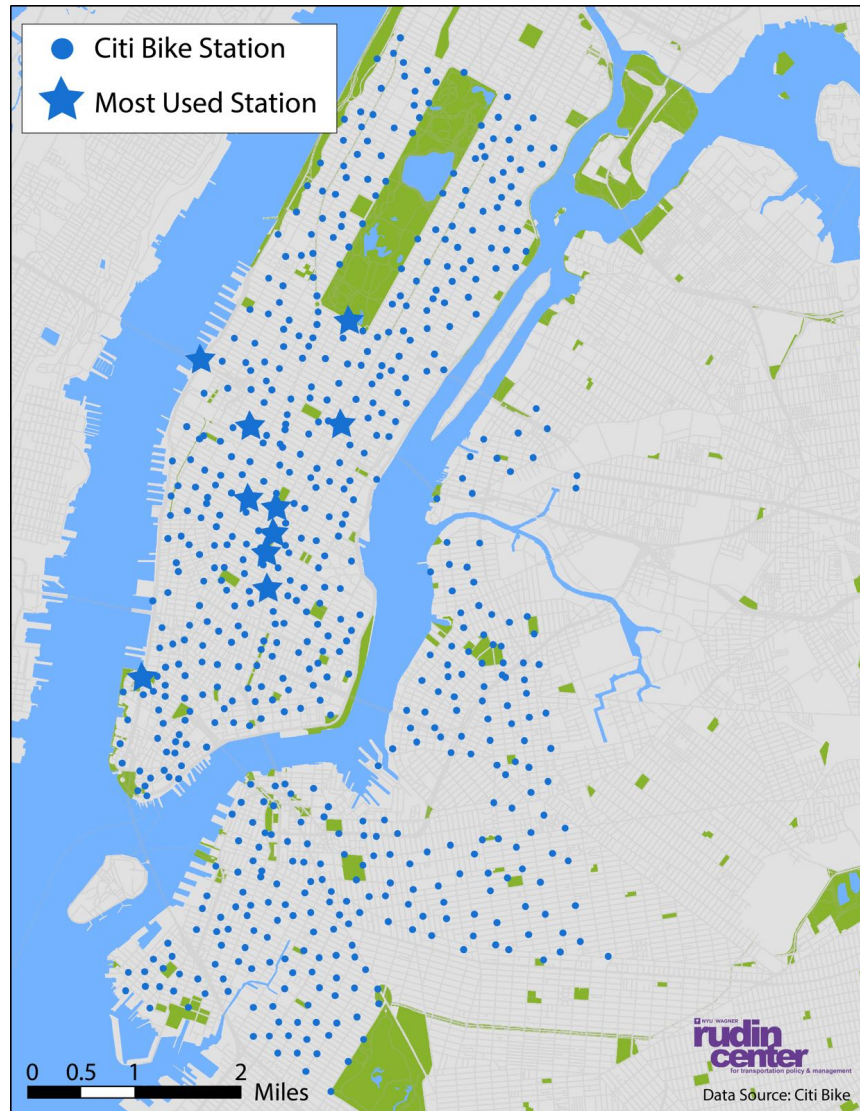 Citi Bike Station
Most Used Station
NYU WAGNER
rudin
center
for transportation policy & management
0 0.5 1 2
Miles
Data Source: Citi Bike